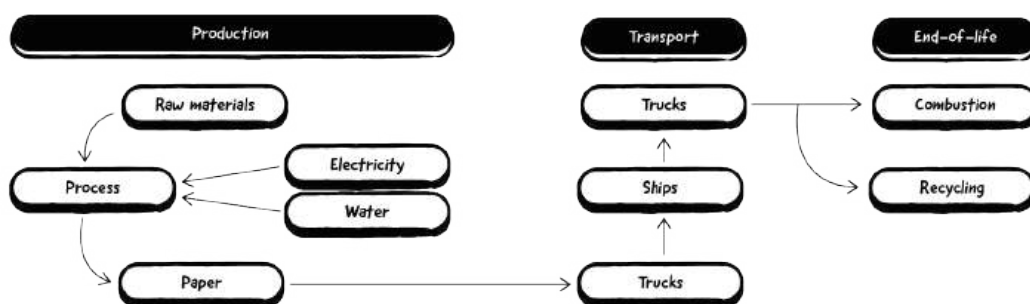 Production
Transport
End-of-life
Raw materials
Trucks
Combustion
Electricity
Process
Water
Ships
Recycling
Paper
Trucks